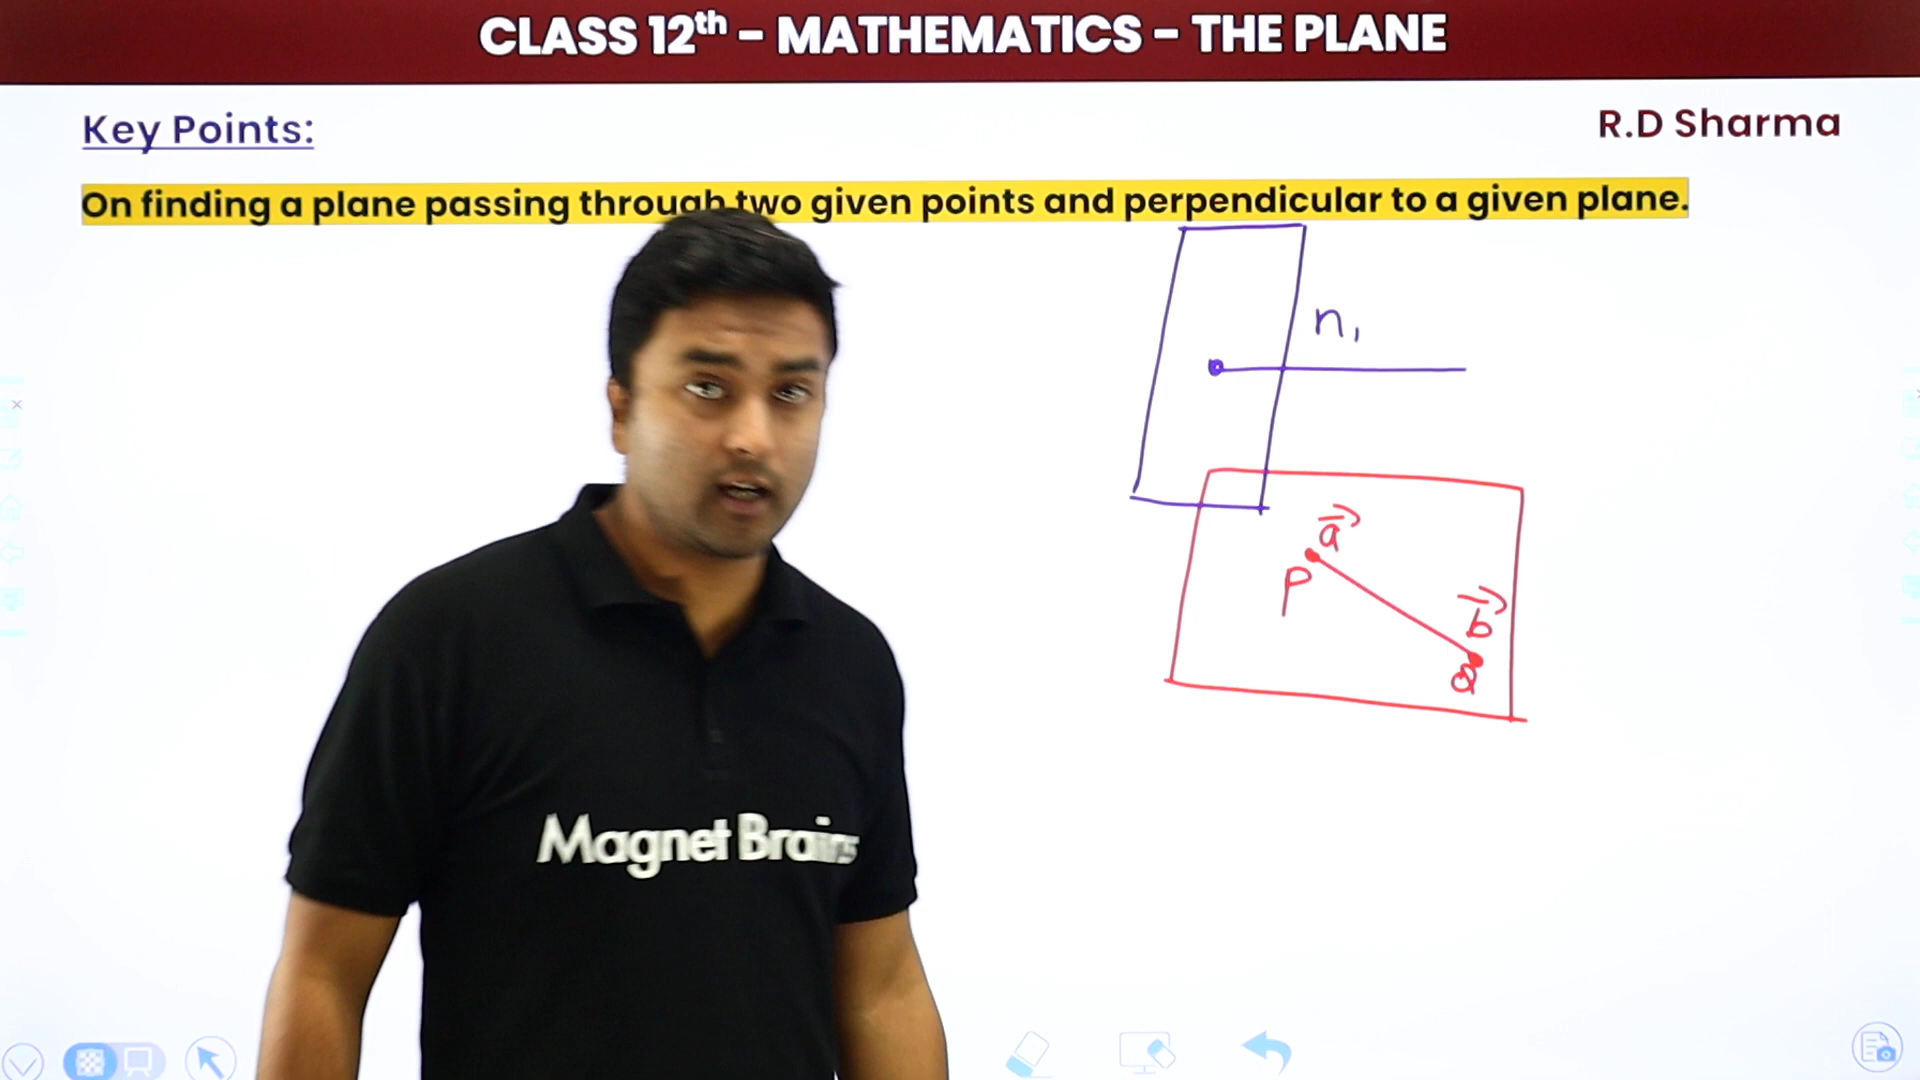 CLASS 12th – MATHEMATICS – THE PLANE
Key Points:
R.D Sharma
On finding a plane passing through two given points and perpendicular to a given plane.
n₁
a⃗
P
b⃗
Q
Magnet Brains